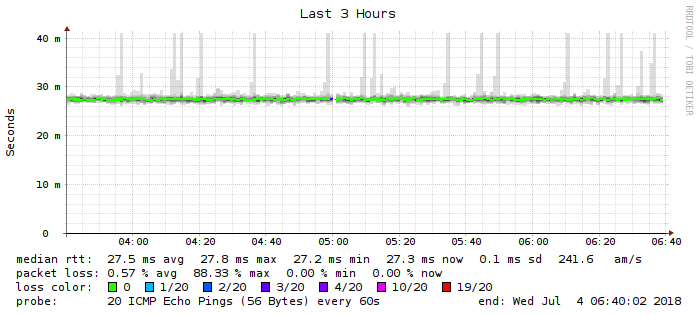 Last 3 Hours
RRDTOOL / TOBI OETIKER
Seconds
40 m
30 m
20 m
10 m
0
04:00 04:20 04:40 05:00 05:20 05:40 06:00 06:20 06:40
median rtt: 27.5 ms avg 27.8 ms max 27.2 ms min 27.3 ms now 0.1 ms sd 241.6 am/s
packet loss: 0.57 % avg 88.33 % max 0.00 % min 0.00 % now
loss color: 0 1/20 2/20 3/20 4/20 10/20 19/20
probe: 20 ICMP Echo Pings (56 Bytes) every 60s end: Wed Jul 4 06:40:02 2018